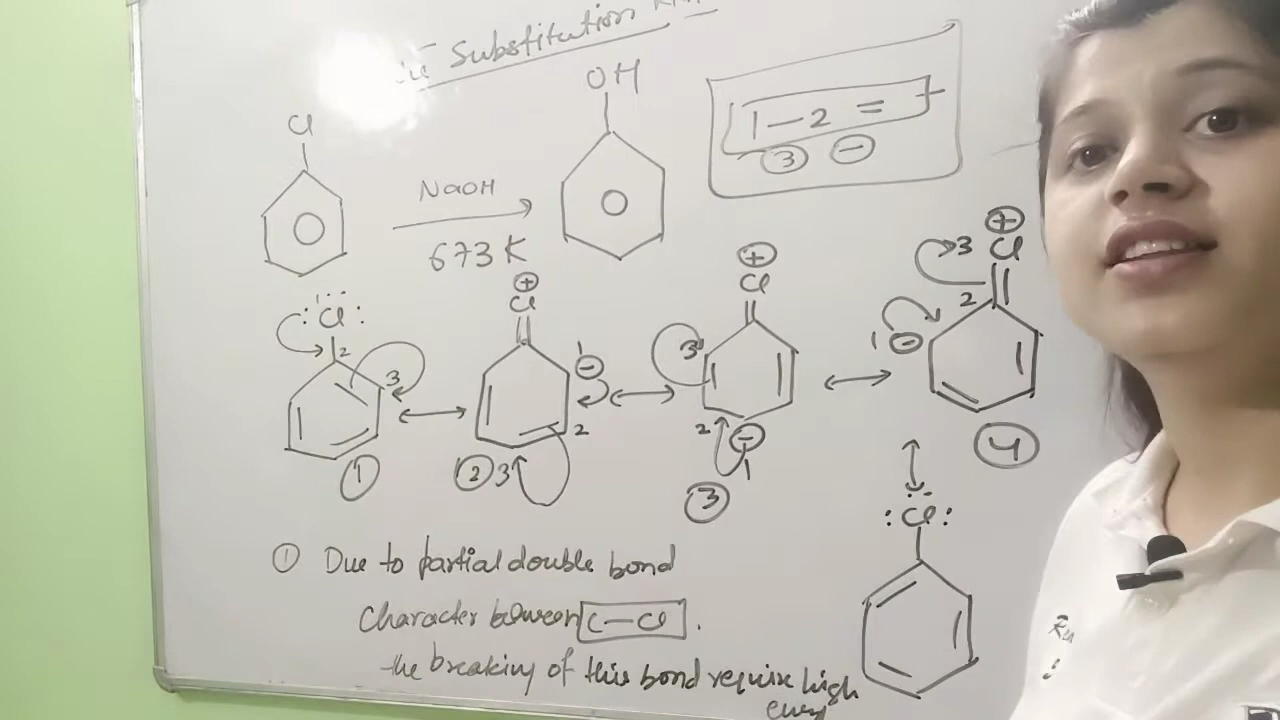 Substitution
Cl
OH
NaOH
673 K
1 — 2 = +
3 −
:Cl:
2
3
1
+
Cl
1
−
2
3
2
+
Cl
3
2
−
1
3
+
Cl
3
2
1
−
4
:Cl:
① Due to partial double bond
Character between C—Cl .
the breaking of this bond require high